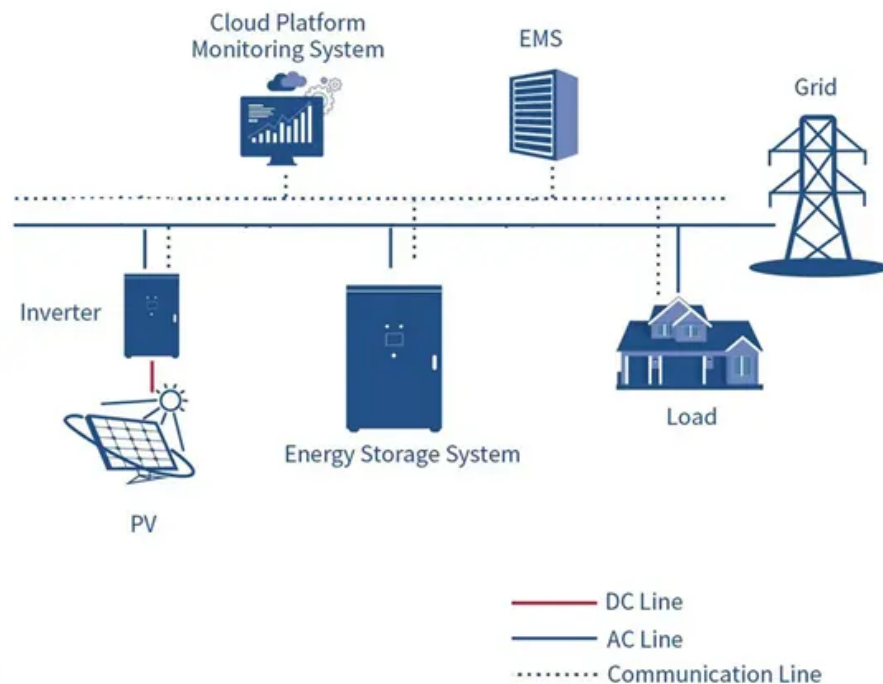 Cloud Platform
Monitoring System
EMS
Grid
Inverter
Load
Energy Storage System
PV
DC Line
AC Line
Communication Line